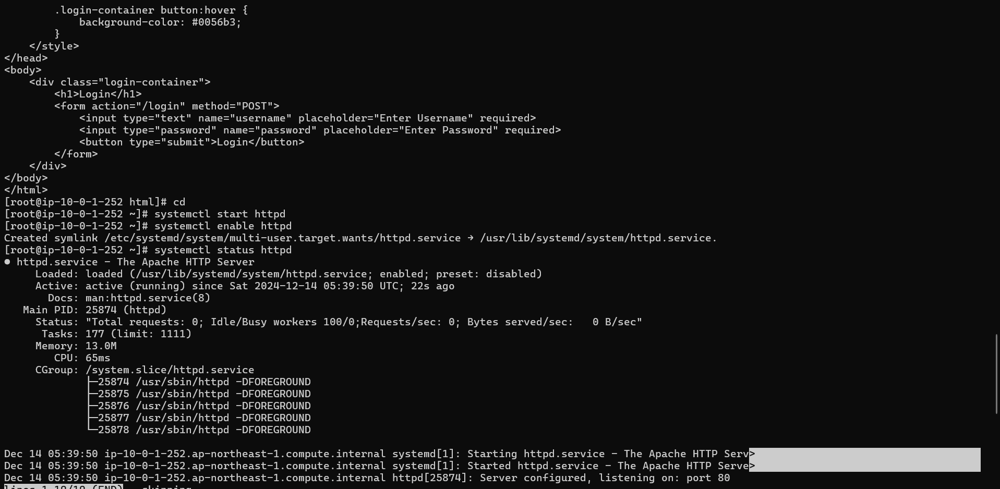 .login-container button:hover {
            background-color: #0056b3;
        }
    </style>
</head>
<body>
    <div class="login-container">
        <h1>Login</h1>
        <form action="/login" method="POST">
            <input type="text" name="username" placeholder="Enter Username" required>
            <input type="password" name="password" placeholder="Enter Password" required>
            <button type="submit">Login</button>
        </form>
    </div>
</body>
</html>
[root@ip-10-0-1-252 html]# cd
[root@ip-10-0-1-252 ~]# systemctl start httpd
[root@ip-10-0-1-252 ~]# systemctl enable httpd
Created symlink /etc/systemd/system/multi-user.target.wants/httpd.service → /usr/lib/systemd/system/httpd.service.
[root@ip-10-0-1-252 ~]# systemctl status httpd
● httpd.service - The Apache HTTP Server
     Loaded: loaded (/usr/lib/systemd/system/httpd.service; enabled; preset: disabled)
     Active: active (running) since Sat 2024-12-14 05:39:50 UTC; 22s ago
       Docs: man:httpd.service(8)
   Main PID: 25874 (httpd)
     Status: "Total requests: 0; Idle/Busy workers 100/0;Requests/sec: 0; Bytes served/sec:   0 B/sec"
      Tasks: 177 (limit: 1111)
     Memory: 13.0M
        CPU: 65ms
     CGroup: /system.slice/httpd.service
             ├─25874 /usr/sbin/httpd -DFOREGROUND
             ├─25875 /usr/sbin/httpd -DFOREGROUND
             ├─25876 /usr/sbin/httpd -DFOREGROUND
             ├─25877 /usr/sbin/httpd -DFOREGROUND
             └─25878 /usr/sbin/httpd -DFOREGROUND

Dec 14 05:39:50 ip-10-0-1-252.ap-northeast-1.compute.internal systemd[1]: Starting httpd.service - The Apache HTTP Serv>
Dec 14 05:39:50 ip-10-0-1-252.ap-northeast-1.compute.internal systemd[1]: Started httpd.service - The Apache HTTP Serve>
Dec 14 05:39:50 ip-10-0-1-252.ap-northeast-1.compute.internal httpd[25874]: Server configured, listening on: port 80